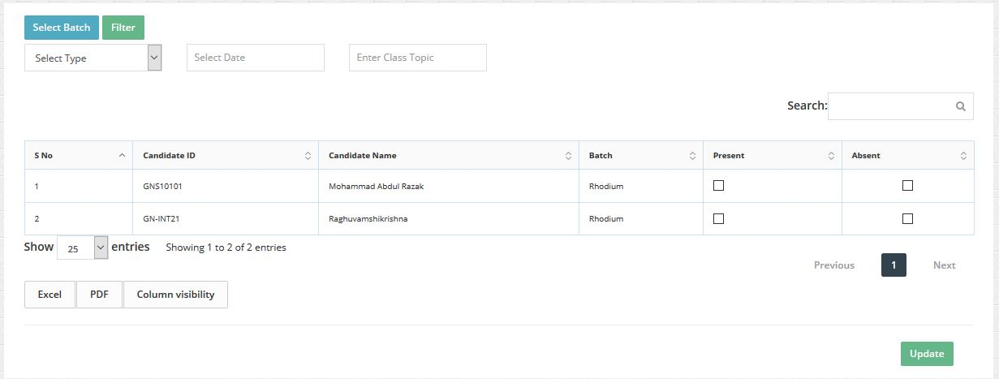 Select Batch Filter
Select Type Select Date Enter Class Topic
Search:
S No Candidate ID Candidate Name Batch Present Absent
1 GNS10101 Mohammad Abdul Razak Rhodium
2 GN-INT21 Raghuvamshikrishna Rhodium
Show 25 entries Showing 1 to 2 of 2 entries
Previous 1 Next
Excel PDF Column visibility
Update